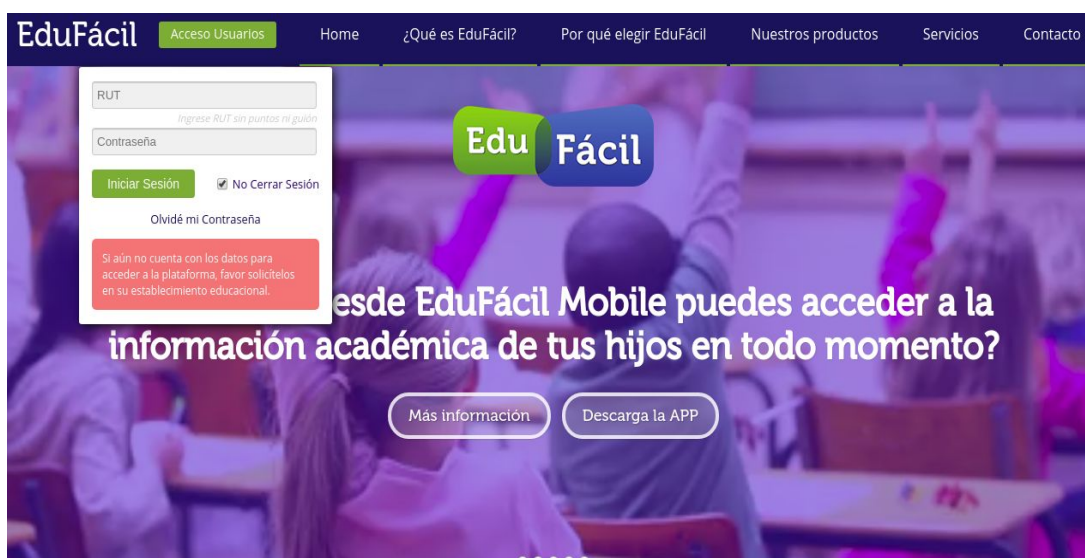 EduFácil
Acceso Usuarios
Home
¿Qué es EduFácil?
Por qué elegir EduFácil
Nuestros productos
Servicios
Contacto
RUT
Ingrese RUT sin puntos ni guión
Contraseña
Iniciar Sesión
No Cerrar Sesión
Olvidé mi Contraseña
Si aún no cuenta con los datos para
acceder a la plataforma, favor solicítelos
en su establecimiento educacional.
Edu Fácil
esde EduFácil Mobile puedes acceder a la
información académica de tus hijos en todo momento?
Más información
Descarga la APP